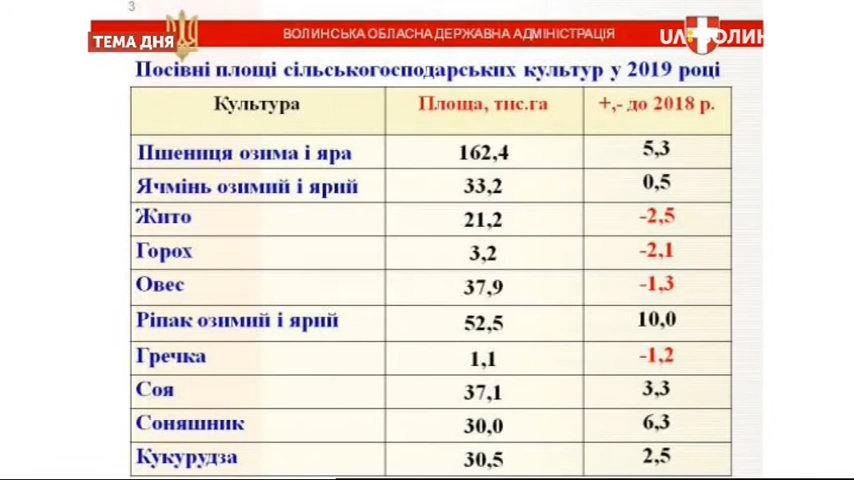 3
ТЕМА ДНЯ
ВОЛИНСЬКА ОБЛАСНА ДЕРЖАВНА АДМІНІСТРАЦІЯ
UA: ВОЛИН
Посівні площі сільськогосподарських культур у 2019 році
Культура Площа, тис.га +,- до 2018 р.
Пшениця озима і яра 162,4 5,3
Ячмінь озимий і ярий 33,2 0,5
Жито 21,2 -2,5
Горох 3,2 -2,1
Овес 37,9 -1,3
Ріпак озимий і ярий 52,5 10,0
Гречка 1,1 -1,2
Соя 37,1 3,3
Соняшник 30,0 6,3
Кукурудза 30,5 2,5